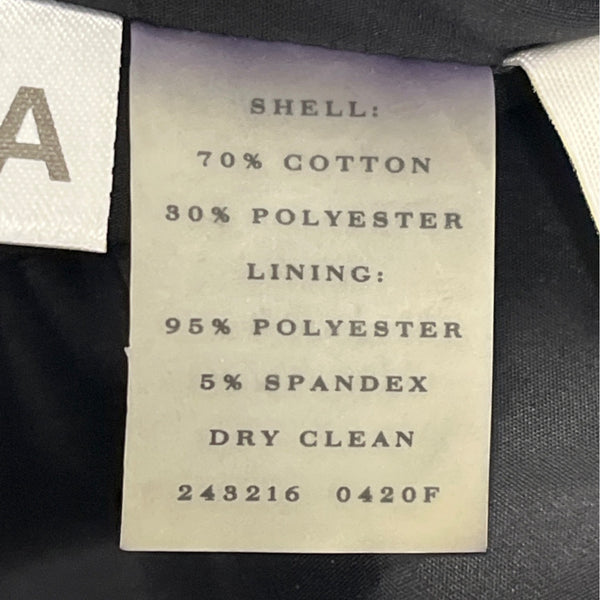 A
SHELL:
70% COTTON
30% POLYESTER
LINING:
95% POLYESTER
5% SPANDEX
DRY CLEAN
243216 0420F